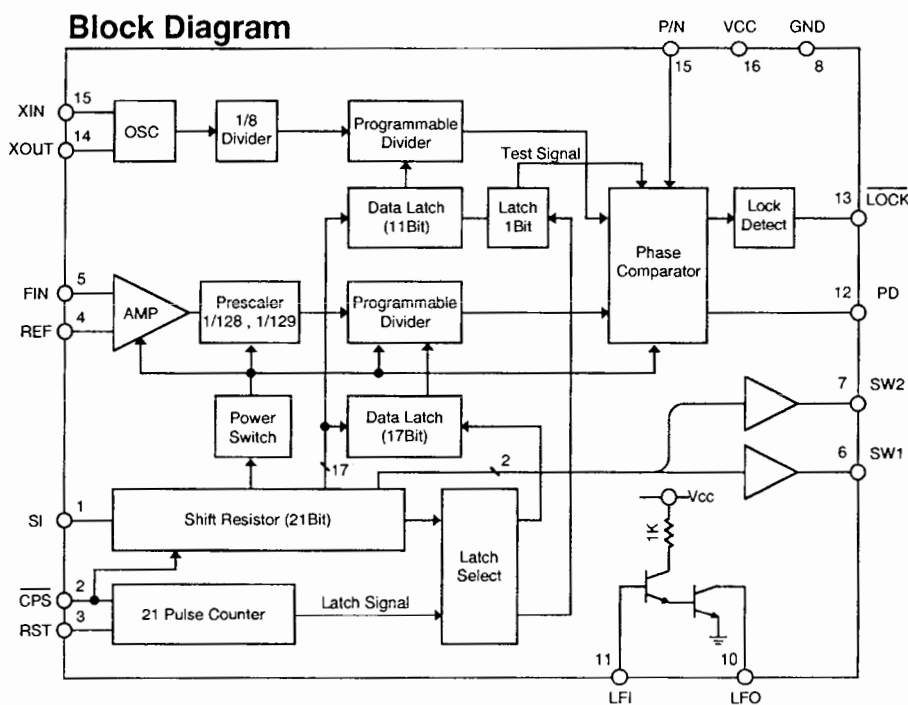 Block Diagram
P/N VCC GND
15 16 8
XIN 15
XOUT 14
OSC
1/8
Divider
Programmable
Divider
Test Signal
Data Latch
(11Bit)
Latch
1Bit
Phase
Comparator
Lock
Detect
13 LOCK
FIN 5
REF 4
AMP
Prescaler
1/128 , 1/129
Programmable
Divider
12 PD
Power
Switch
Data Latch
(17Bit)
7 SW2
6 SW1
17
2
SI 1
Shift Resistor (21Bit)
Latch
Select
Vcc
1K
CPS 2
RST 3
21 Pulse Counter
Latch Signal
11 10
LFI LFO